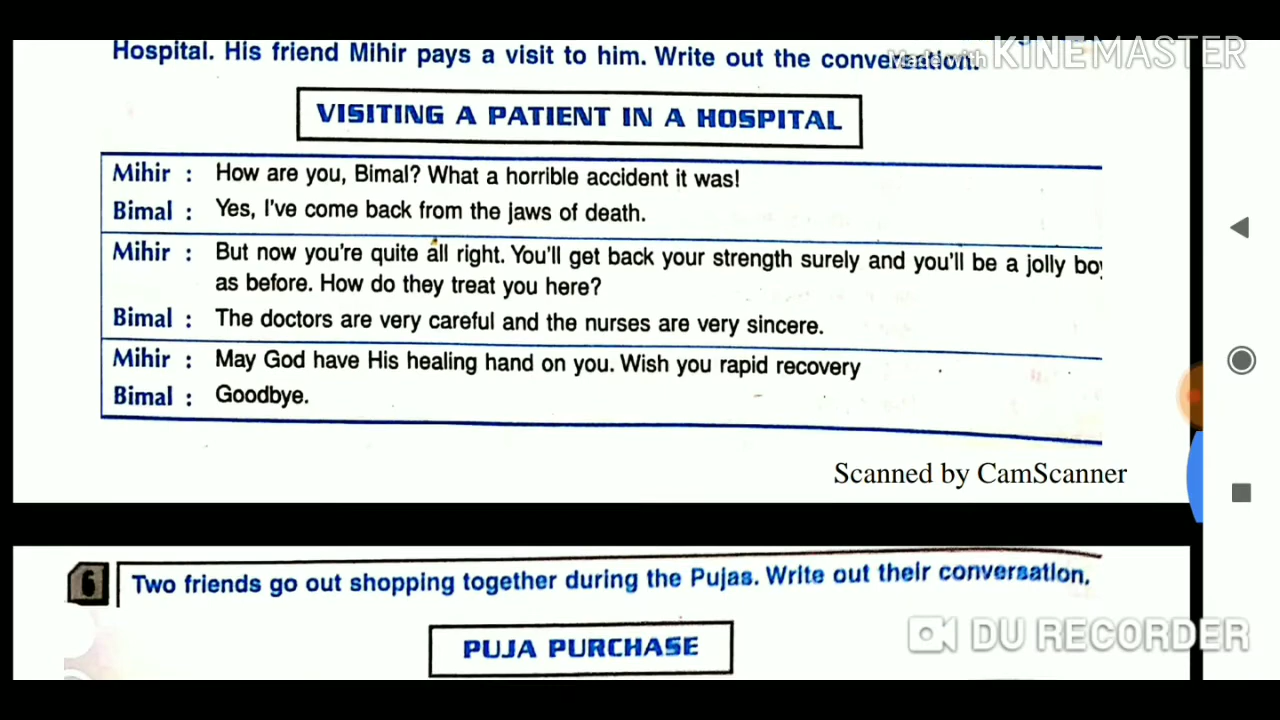 Hospital. His friend Mihir pays a visit to him. Write out the conversation.
Made with KINEMASTER
VISITING A PATIENT IN A HOSPITAL
Mihir : How are you, Bimal? What a horrible accident it was!
Bimal : Yes, I've come back from the jaws of death.
Mihir : But now you're quite all right. You'll get back your strength surely and you'll be a jolly boy
as before. How do they treat you here?
Bimal : The doctors are very careful and the nurses are very sincere.
Mihir : May God have His healing hand on you. Wish you rapid recovery
Bimal : Goodbye.
Scanned by CamScanner
6 Two friends go out shopping together during the Pujas. Write out their conversation.
PUJA PURCHASE
DU RECORDER